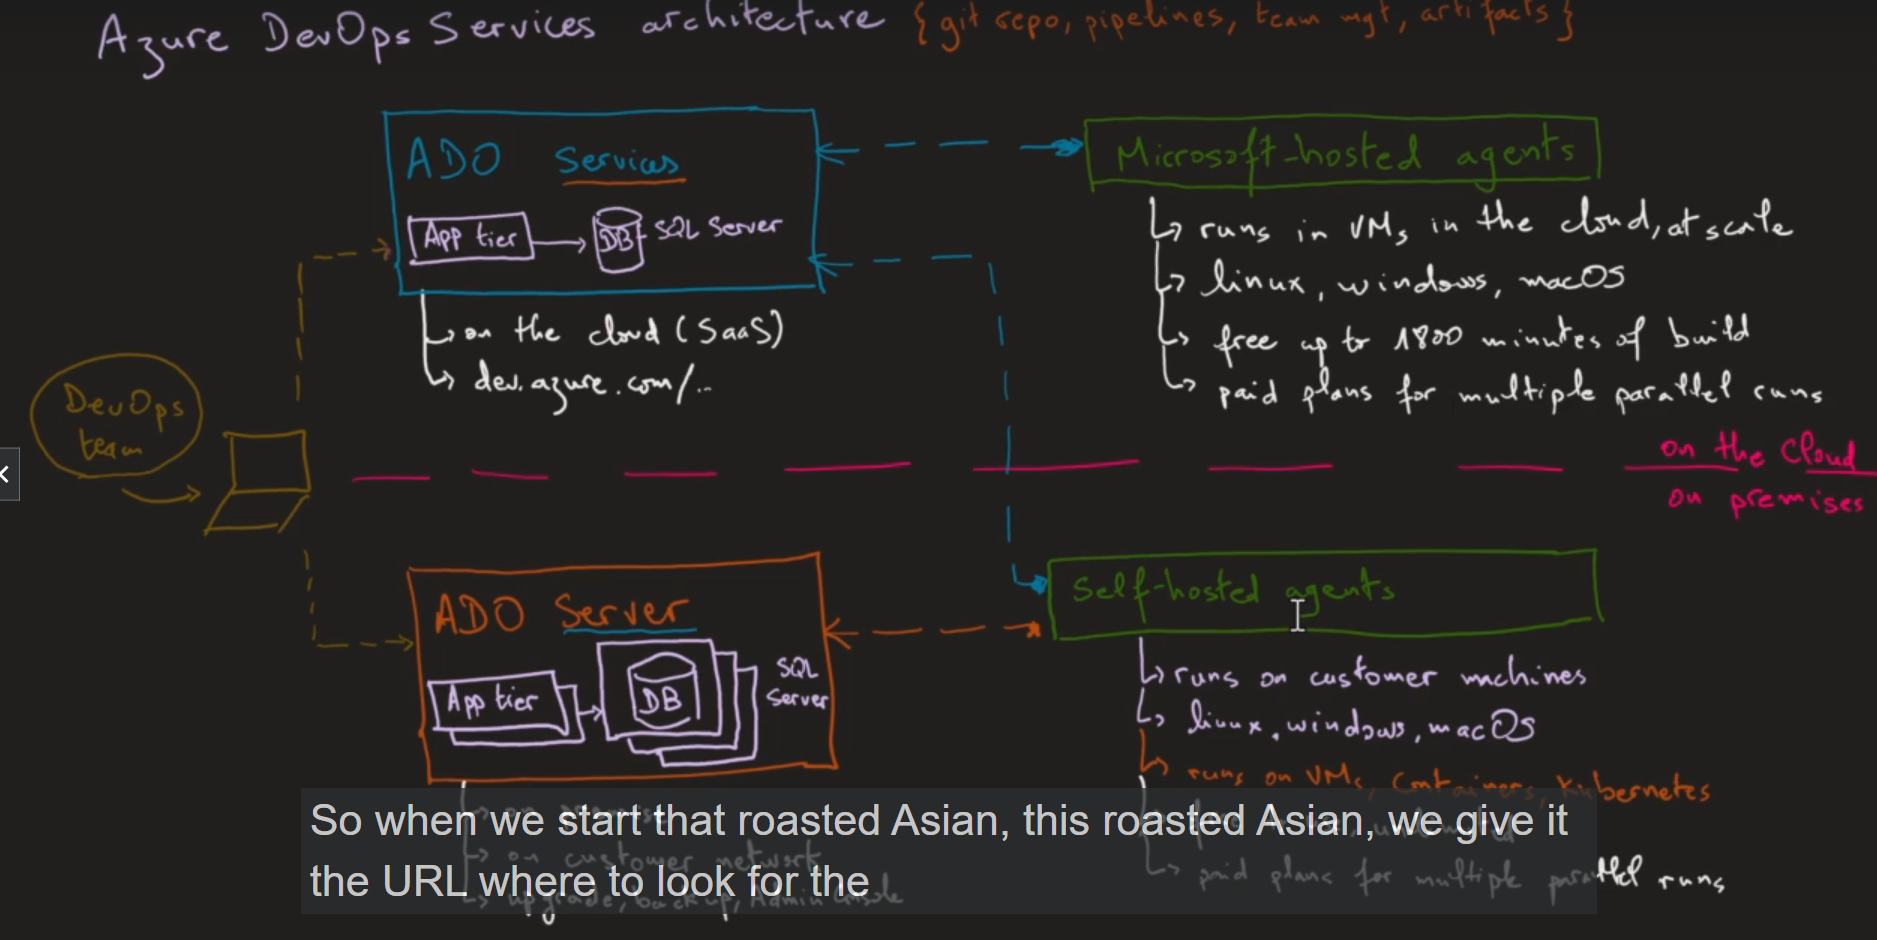 Azure DevOps Services architecture {git repo, pipelines, team mgt, artifacts}
ADO Services
App tier
DB
SQL Server
on the cloud (SaaS)
dev.azure.com/..
Microsoft-hosted agents
runs in VMs in the cloud, at scale
linux, windows, macOS
free up to 1800 minutes of build
paid plans for multiple parallel runs
DevOps
team
on the Cloud
on premises
ADO Server
App tier
DB
SQL
Server
Self-hosted agents
runs on customer machines
linux, windows, macOS
runs on VMs, Containers, Kubernetes
paid plans for multiple parallel runs
on premise
on customer network
upgrade, backup, Admin console
So when we start that roasted Asian, this roasted Asian, we give it
the URL where to look for the